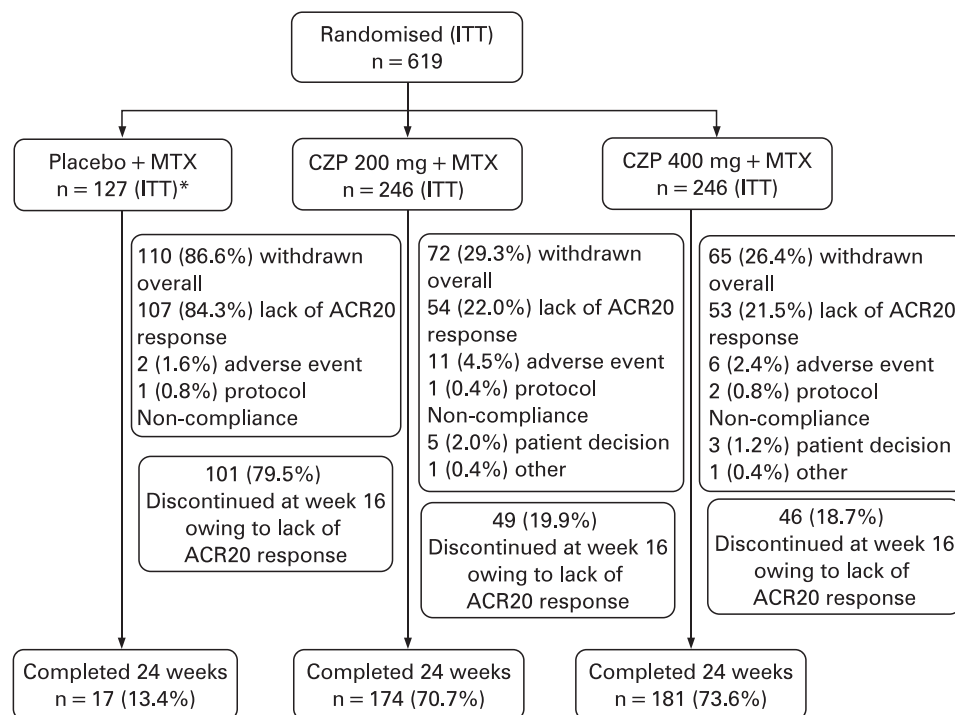 Randomised (ITT)
n = 619
Placebo + MTX
n = 127 (ITT)*
CZP 200 mg + MTX
n = 246 (ITT)
CZP 400 mg + MTX
n = 246 (ITT)
110 (86.6%) withdrawn
overall
107 (84.3%) lack of ACR20
response
2 (1.6%) adverse event
1 (0.8%) protocol
Non-compliance
72 (29.3%) withdrawn
overall
54 (22.0%) lack of ACR20
response
11 (4.5%) adverse event
1 (0.4%) protocol
Non-compliance
5 (2.0%) patient decision
1 (0.4%) other
65 (26.4%) withdrawn
overall
53 (21.5%) lack of ACR20
response
6 (2.4%) adverse event
2 (0.8%) protocol
Non-compliance
3 (1.2%) patient decision
1 (0.4%) other
101 (79.5%)
Discontinued at week 16
owing to lack of
ACR20 response
49 (19.9%)
Discontinued at week 16
owing to lack of
ACR20 response
46 (18.7%)
Discontinued at week 16
owing to lack of
ACR20 response
Completed 24 weeks
n = 17 (13.4%)
Completed 24 weeks
n = 174 (70.7%)
Completed 24 weeks
n = 181 (73.6%)